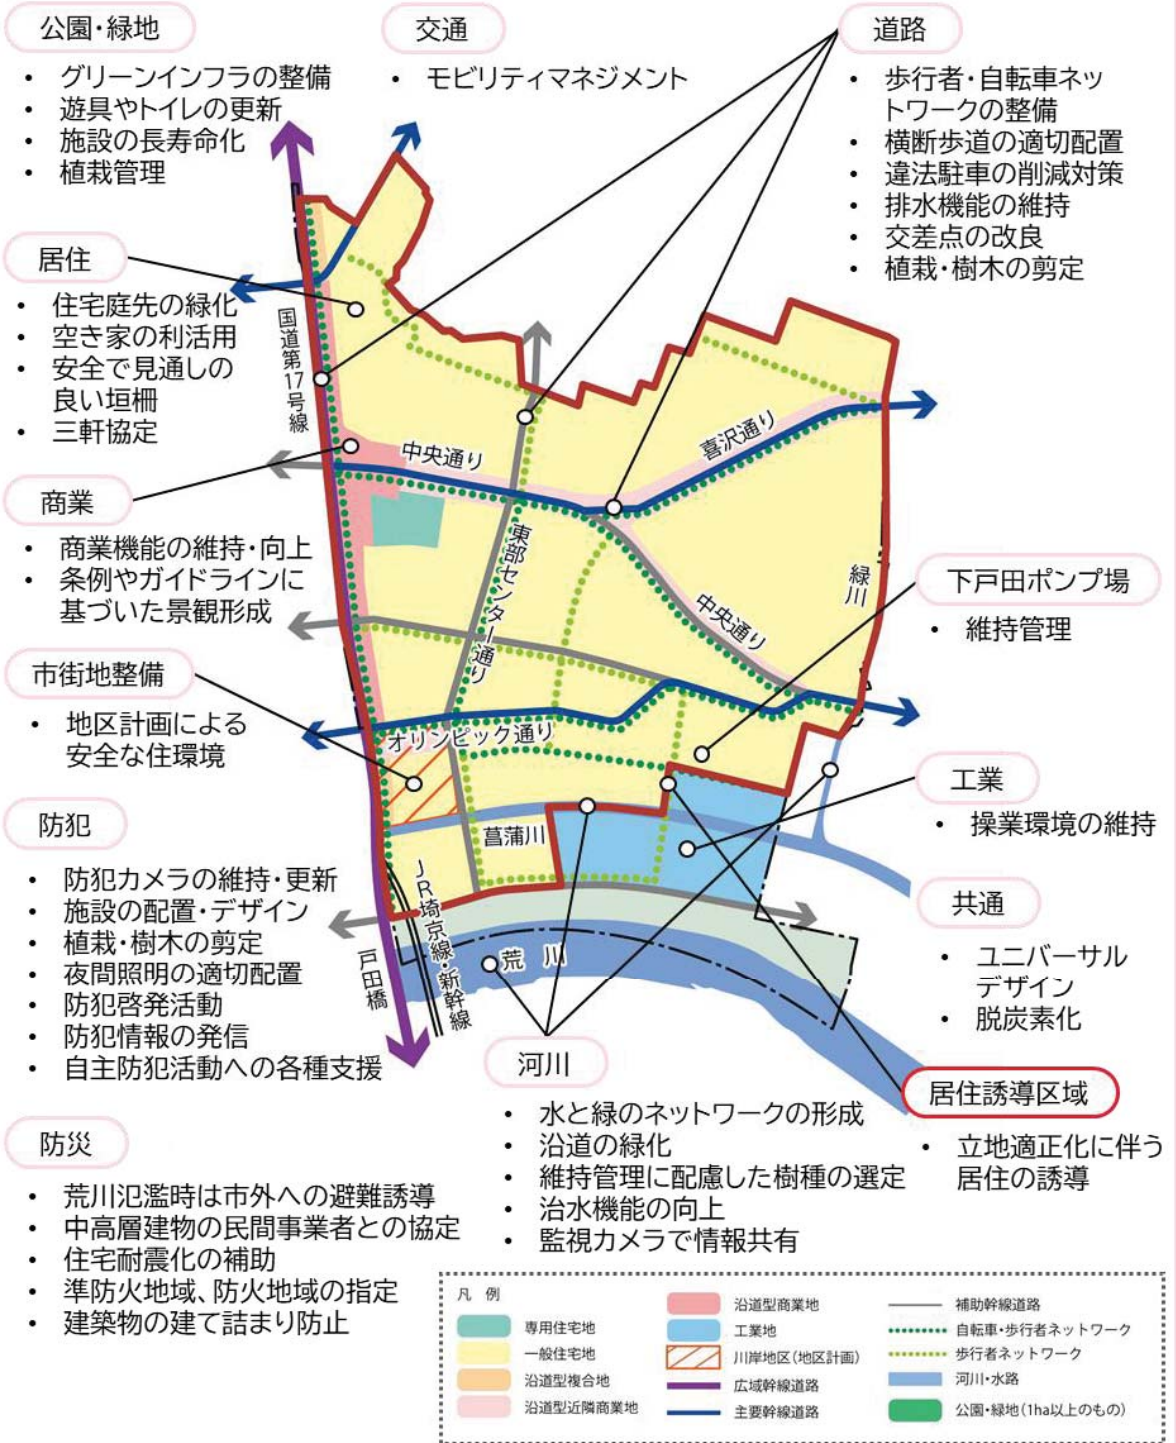 公園・緑地
• グリーンインフラの整備
• 遊具やトイレの更新
• 施設の長寿命化
• 植栽管理
交通
• モビリティマネジメント
道路
• 歩行者・自転車ネッ
トワークの整備
• 横断歩道の適切配置
• 違法駐車の削減対策
• 排水機能の維持
• 交差点の改良
• 植栽・樹木の剪定
居住
• 住宅庭先の緑化
• 空き家の利活用
• 安全で見通しの
良い垣柵
• 三軒協定
商業
• 商業機能の維持・向上
• 条例やガイドラインに
基づいた景観形成
市街地整備
• 地区計画による
安全な住環境
防犯
• 防犯カメラの維持・更新
• 施設の配置・デザイン
• 植栽・樹木の剪定
• 夜間照明の適切配置
• 防犯啓発活動
• 防犯情報の発信
• 自主防犯活動への各種支援
防災
• 荒川氾濫時は市外への避難誘導
• 中高層建物の民間事業者との協定
• 住宅耐震化の補助
• 準防火地域、防火地域の指定
• 建築物の建て詰まり防止
国道第17号線
中央通り
喜沢通り
東部センター通り
中央通り
緑川
オリンピック通り
菖蒲川
JR埼京線・新幹線
戸田橋
荒川
下戸田ポンプ場
• 維持管理
工業
• 操業環境の維持
共通
• ユニバーサル
デザイン
• 脱炭素化
河川
• 水と緑のネットワークの形成
• 沿道の緑化
• 維持管理に配慮した樹種の選定
• 治水機能の向上
• 監視カメラで情報共有
居住誘導区域
• 立地適正化に伴う
居住の誘導
凡 例
専用住宅地
一般住宅地
沿道型複合地
沿道型近隣商業地
沿道型商業地
工業地
川岸地区(地区計画)
広域幹線道路
主要幹線道路
補助幹線道路
自転車・歩行者ネットワーク
歩行者ネットワーク
河川・水路
公園・緑地(1ha以上のもの)